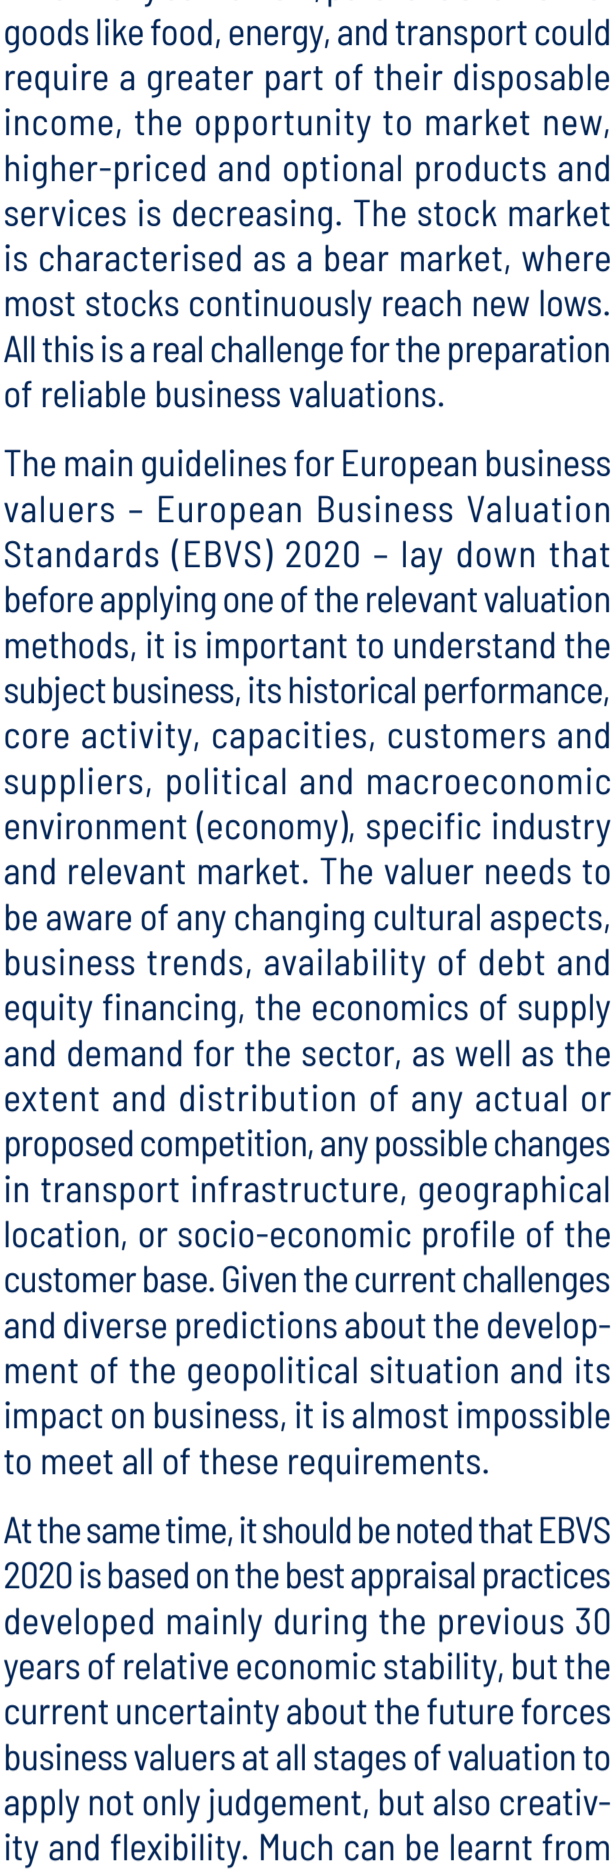 goods like food, energy, and transport could
require a greater part of their disposable
income, the opportunity to market new,
higher-priced and optional products and
services is decreasing. The stock market
is characterised as a bear market, where
most stocks continuously reach new lows.
All this is a real challenge for the preparation
of reliable business valuations.
The main guidelines for European business
valuers – European Business Valuation
Standards (EBVS) 2020 – lay down that
before applying one of the relevant valuation
methods, it is important to understand the
subject business, its historical performance,
core activity, capacities, customers and
suppliers, political and macroeconomic
environment (economy), specific industry
and relevant market. The valuer needs to
be aware of any changing cultural aspects,
business trends, availability of debt and
equity financing, the economics of supply
and demand for the sector, as well as the
extent and distribution of any actual or
proposed competition, any possible changes
in transport infrastructure, geographical
location, or socio-economic profile of the
customer base. Given the current challenges
and diverse predictions about the develop-
ment of the geopolitical situation and its
impact on business, it is almost impossible
to meet all of these requirements.
At the same time, it should be noted that EBVS
2020 is based on the best appraisal practices
developed mainly during the previous 30
years of relative economic stability, but the
current uncertainty about the future forces
business valuers at all stages of valuation to
apply not only judgement, but also creativ-
ity and flexibility. Much can be learnt from